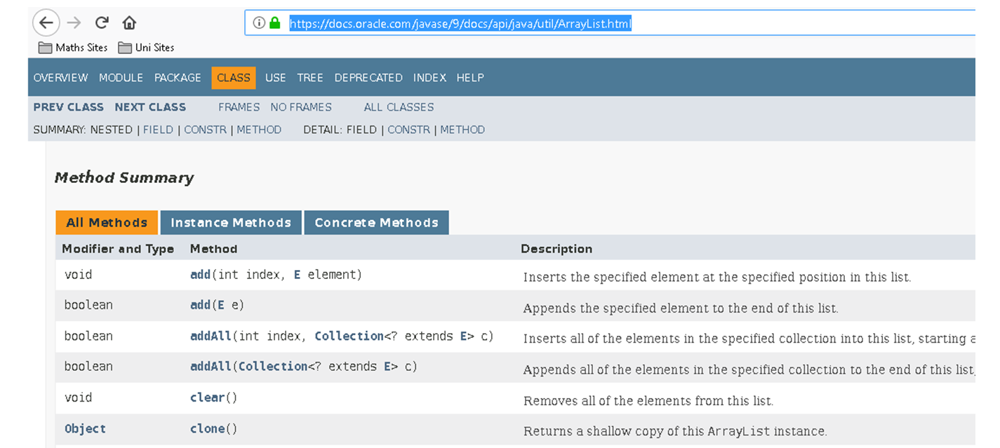 https://docs.oracle.com/javase/9/docs/api/java/util/ArrayList.html
Maths Sites Uni Sites
OVERVIEW MODULE PACKAGE CLASS USE TREE DEPRECATED INDEX HELP
PREV CLASS NEXT CLASS FRAMES NO FRAMES ALL CLASSES
SUMMARY: NESTED | FIELD | CONSTR | METHOD DETAIL: FIELD | CONSTR | METHOD
Method Summary
All Methods Instance Methods Concrete Methods
Modifier and Type Method Description
void add(int index, E element) Inserts the specified element at the specified position in this list.
boolean add(E e) Appends the specified element to the end of this list.
boolean addAll(int index, Collection<? extends E> c) Inserts all of the elements in the specified collection into this list, starting a
boolean addAll(Collection<? extends E> c) Appends all of the elements in the specified collection to the end of this list,
void clear() Removes all of the elements from this list.
Object clone() Returns a shallow copy of this ArrayList instance.